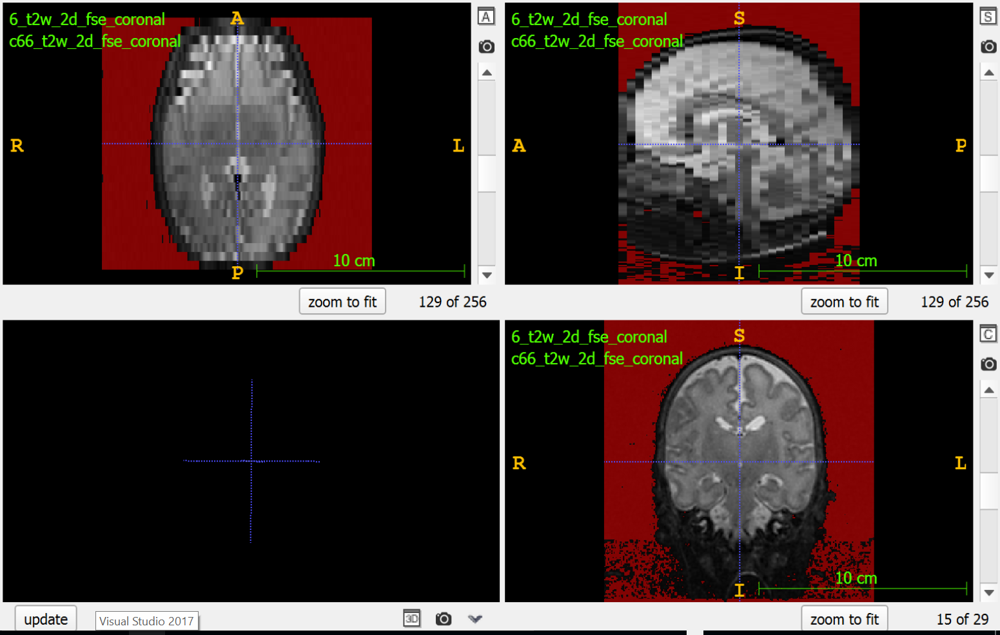 6_t2w_2d_fse_coronal
c66_t2w_2d_fse_coronal
A
R
L
P
10 cm
A
zoom to fit
129 of 256
6_t2w_2d_fse_coronal
c66_t2w_2d_fse_coronal
S
A
P
I
10 cm
S
zoom to fit
129 of 256
update
Visual Studio 2017
3D
6_t2w_2d_fse_coronal
c66_t2w_2d_fse_coronal
S
R
L
I
10 cm
C
zoom to fit
15 of 29